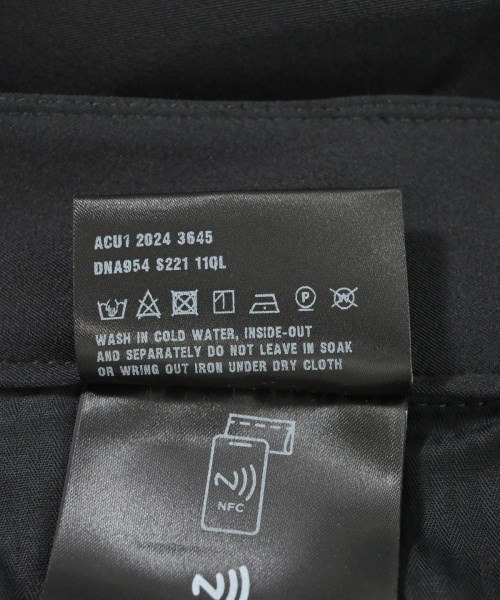 ACU1 2024 3645
DNA954 S221 11QL
P W
WASH IN COLD WATER, INSIDE-OUT
AND SEPARATELY DO NOT LEAVE IN SOAK
OR WRING OUT IRON UNDER DRY CLOTH
NFC